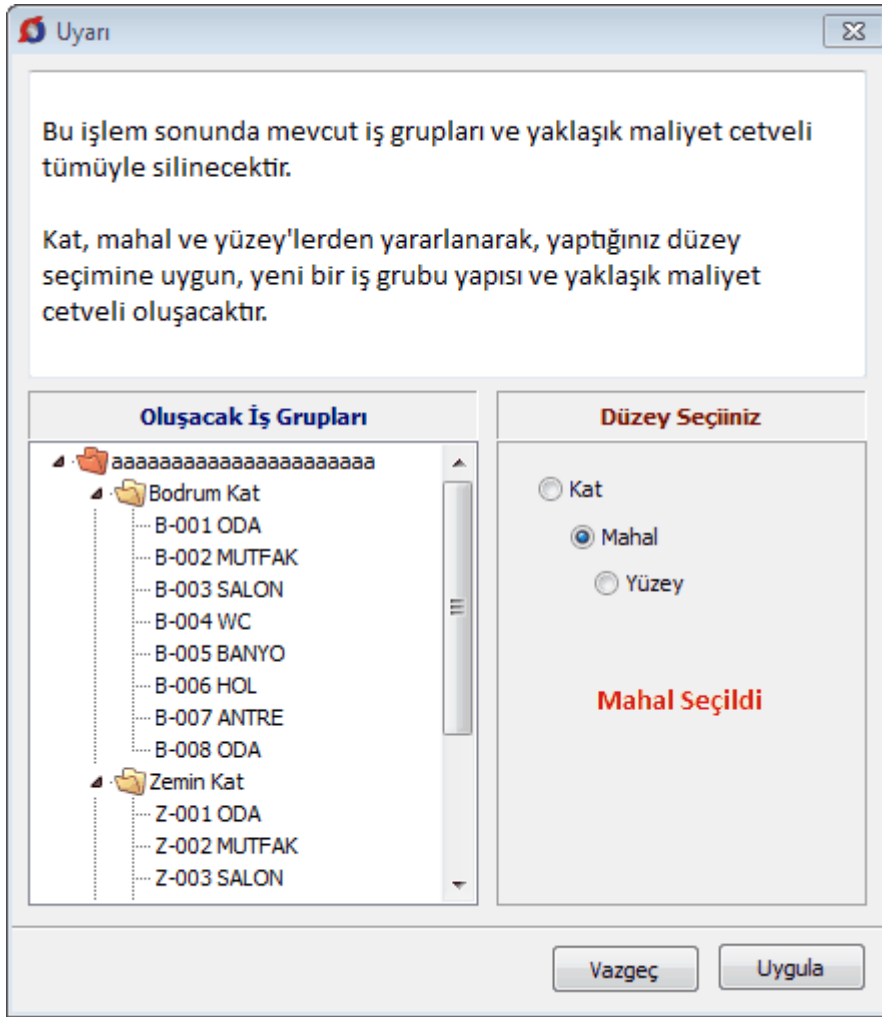 Uyarı
Bu işlem sonunda mevcut iş grupları ve yaklaşık maliyet cetveli
tümüyle silinecektir.
Kat, mahal ve yüzey'lerden yararlanarak, yaptığınız düzey
seçimine uygun, yeni bir iş grubu yapısı ve yaklaşık maliyet
cetveli oluşacaktır.
Oluşacak İş Grupları
aaaaaaaaaaaaaaaaaaaaaa
Bodrum Kat
B-001 ODA
B-002 MUTFAK
B-003 SALON
B-004 WC
B-005 BANYO
B-006 HOL
B-007 ANTRE
B-008 ODA
Zemin Kat
Z-001 ODA
Z-002 MUTFAK
Z-003 SALON
Düzey Seçiiniz
Kat
Mahal
Yüzey
Mahal Seçildi
Vazgeç
Uygula